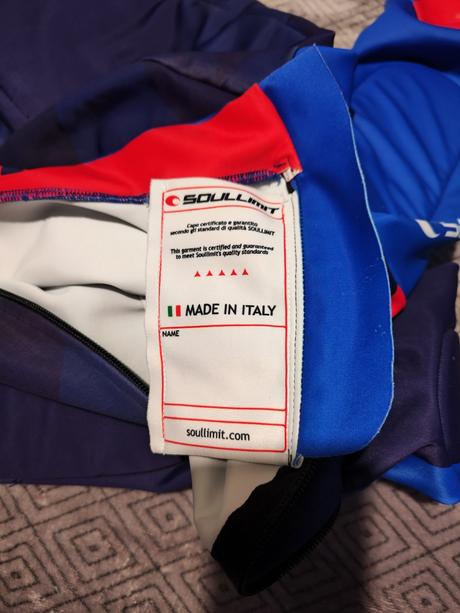 SOULLIMIT
Capo certificato e garantito
secondo gli standard di qualità SOULLIMIT
This garment is certified and guaranteed
to meet Soullimit's quality standards
MADE IN ITALY
NAME
soullimit.com